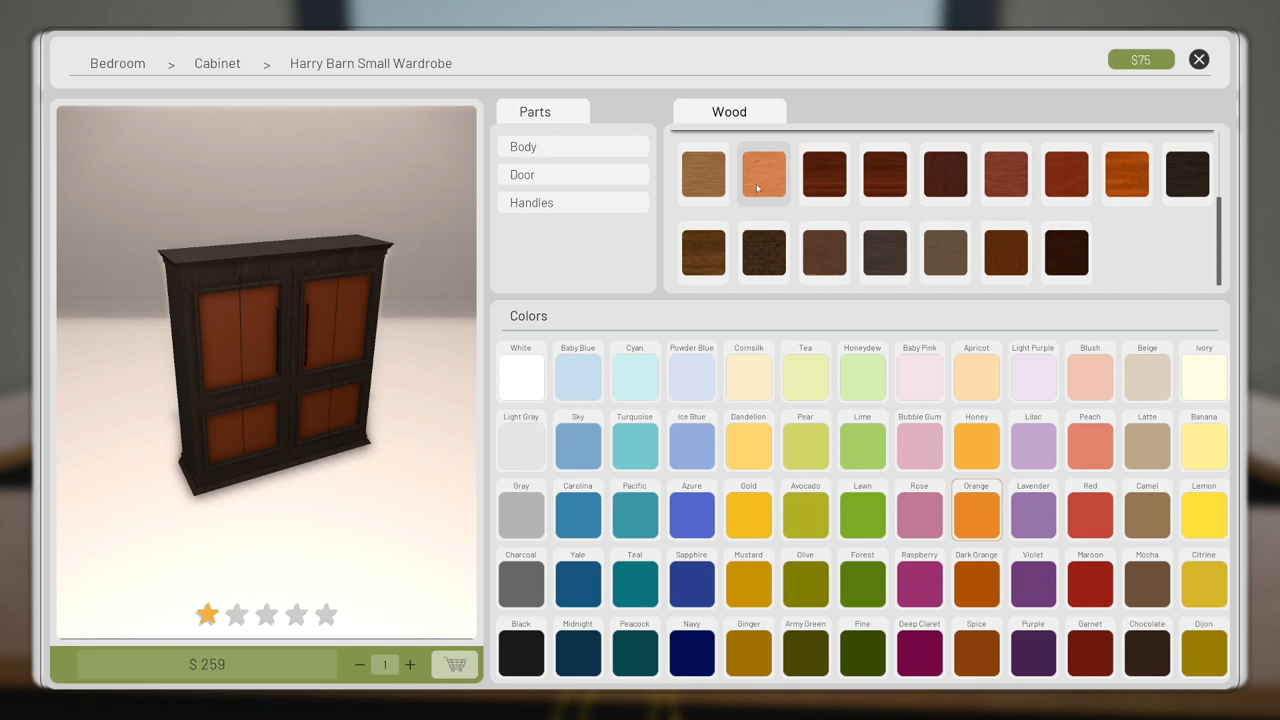 Bedroom > Cabinet > Harry Barn Small Wardrobe
$75
Parts
Wood
Body
Door
Handles
Colors
White Baby Blue Cyan Powder Blue Cornsilk Tea Honeydew Baby Pink Apricot Light Purple Blush Beige Ivory
Light Gray Sky Turquoise Ice Blue Dandelion Pear Lime Bubble Gum Honey Lilac Peach Latte Banana
Gray Carolina Pacific Azure Gold Avocado Lawn Rose Orange Lavender Red Camel Lemon
Charcoal Yale Teal Sapphire Mustard Olive Forest Raspberry Dark Orange Violet Maroon Mocha Citrine
Black Midnight Peacock Navy Ginger Army Green Pine Deep Claret Spice Purple Garnet Chocolate Dijon
$ 259
− 1 +